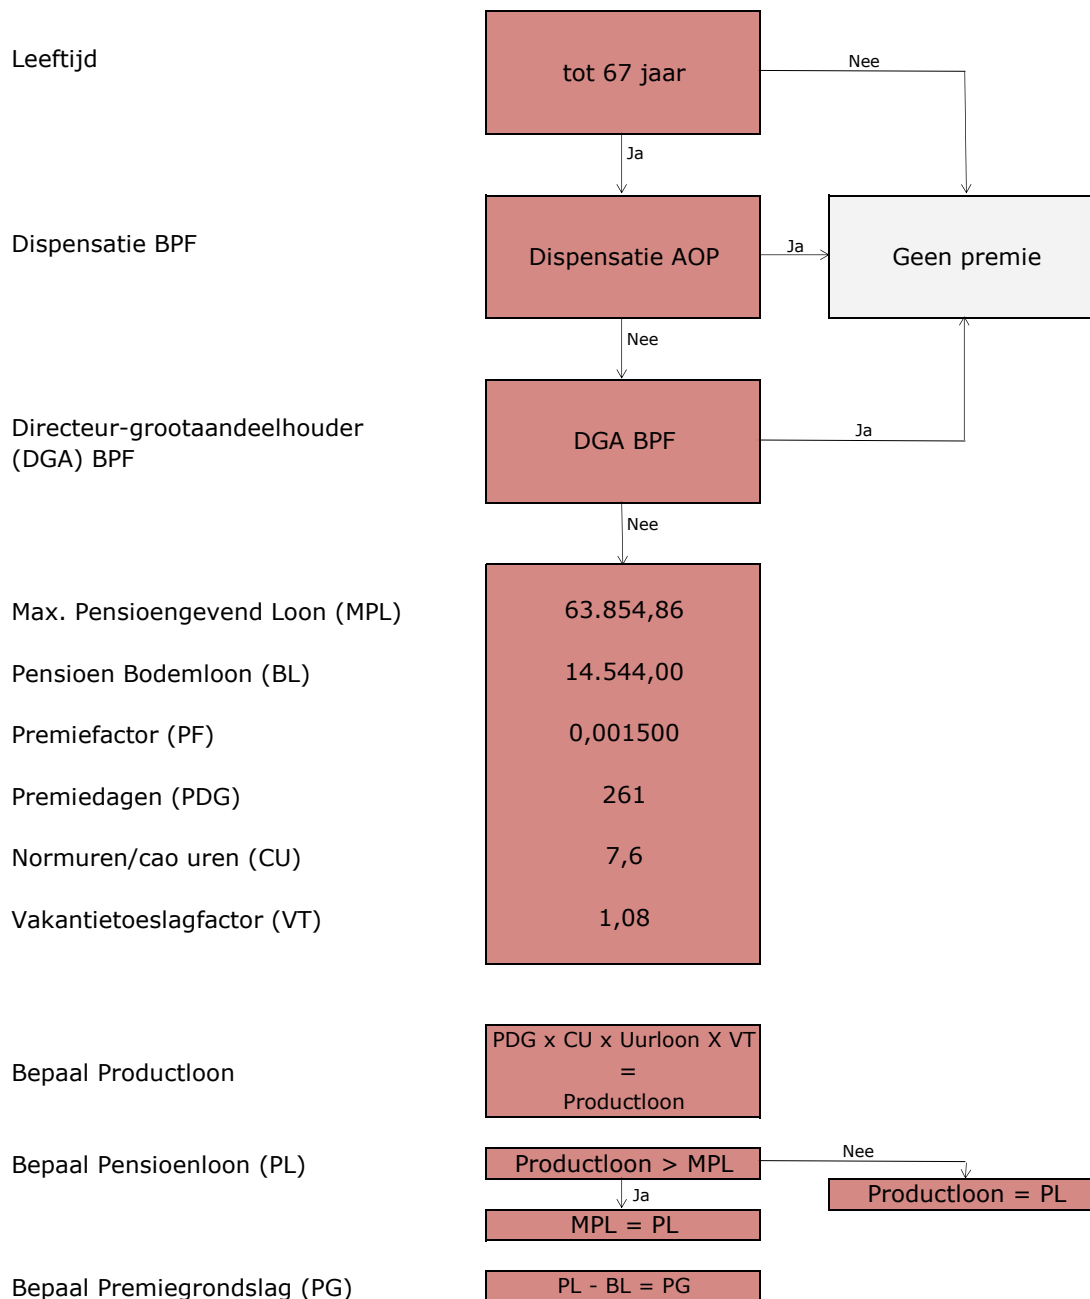 Leeftijd
tot 67 jaar
Nee
Ja
Dispensatie BPF
Dispensatie AOP
Ja
Geen premie
Nee
Directeur-grootaandeelhouder
(DGA) BPF
DGA BPF
Ja
Nee
Max. Pensioengevend Loon (MPL)
63.854,86
Pensioen Bodemloon (BL)
14.544,00
Premiefactor (PF)
0,001500
Premiedagen (PDG)
261
Normuren/cao uren (CU)
7,6
Vakantietoeslagfactor (VT)
1,08
Bepaal Productloon
PDG x CU x Uurloon X VT
=
Productloon
Bepaal Pensioenloon (PL)
Productloon > MPL
Nee
Productloon = PL
Ja
MPL = PL
Bepaal Premiegrondslag (PG)
PL - BL = PG